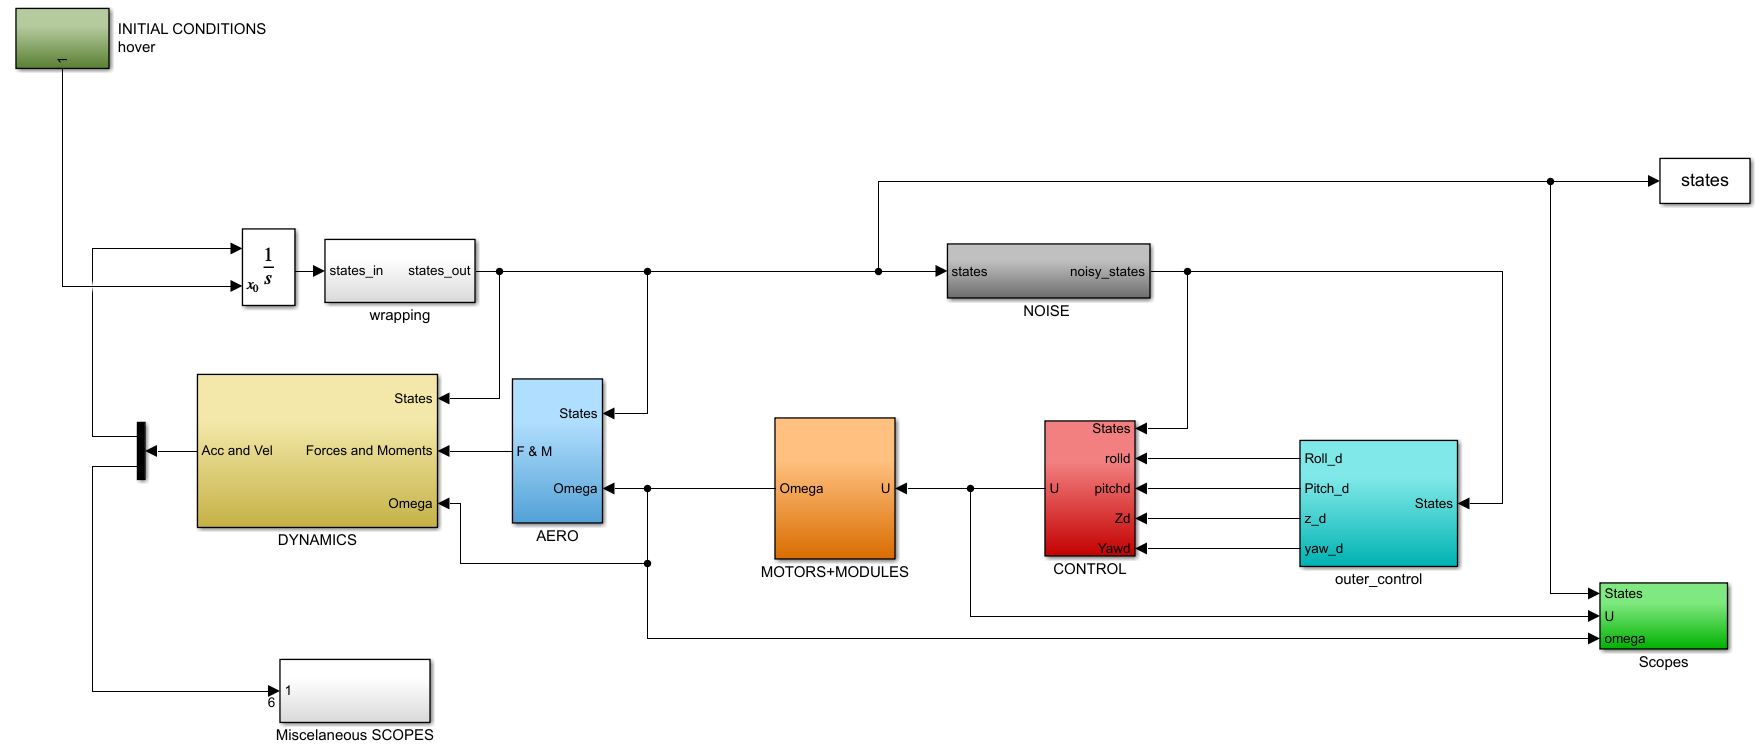 INITIAL CONDITIONS
hover
1
states
1
s
x0
states_in
states_out
wrapping
states
noisy_states
NOISE
States
Acc and Vel
Forces and Moments
Omega
DYNAMICS
States
F & M
Omega
AERO
Omega
U
MOTORS+MODULES
States
rolld
U
pitchd
Zd
Yawd
CONTROL
Roll_d
Pitch_d
States
z_d
yaw_d
outer_control
States
U
omega
Scopes
1
6
Miscelaneous SCOPES